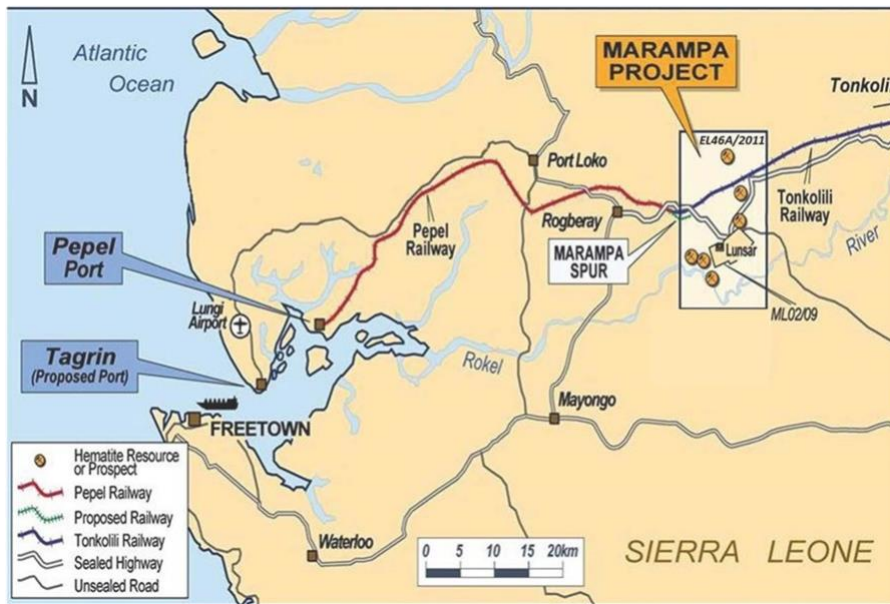 Atlantic
Ocean
N
MARAMPA
PROJECT
EL46A/2011
Tonkolil
Port Loko
Pepel
Railway
Rogberay
MARAMPA
SPUR
Tonkolili
Railway
Lunsar
River
ML02/09
Pepel
Port
Lungi
Airport
Tagrin
(Proposed Port)
Rokel
FREETOWN
Mayongo
Waterloo
Hematite Resource
or Prospect
Pepel Railway
Proposed Railway
Tonkolili Railway
Sealed Highway
Unsealed Road
0 5 10 15 20km
SIERRA LEONE